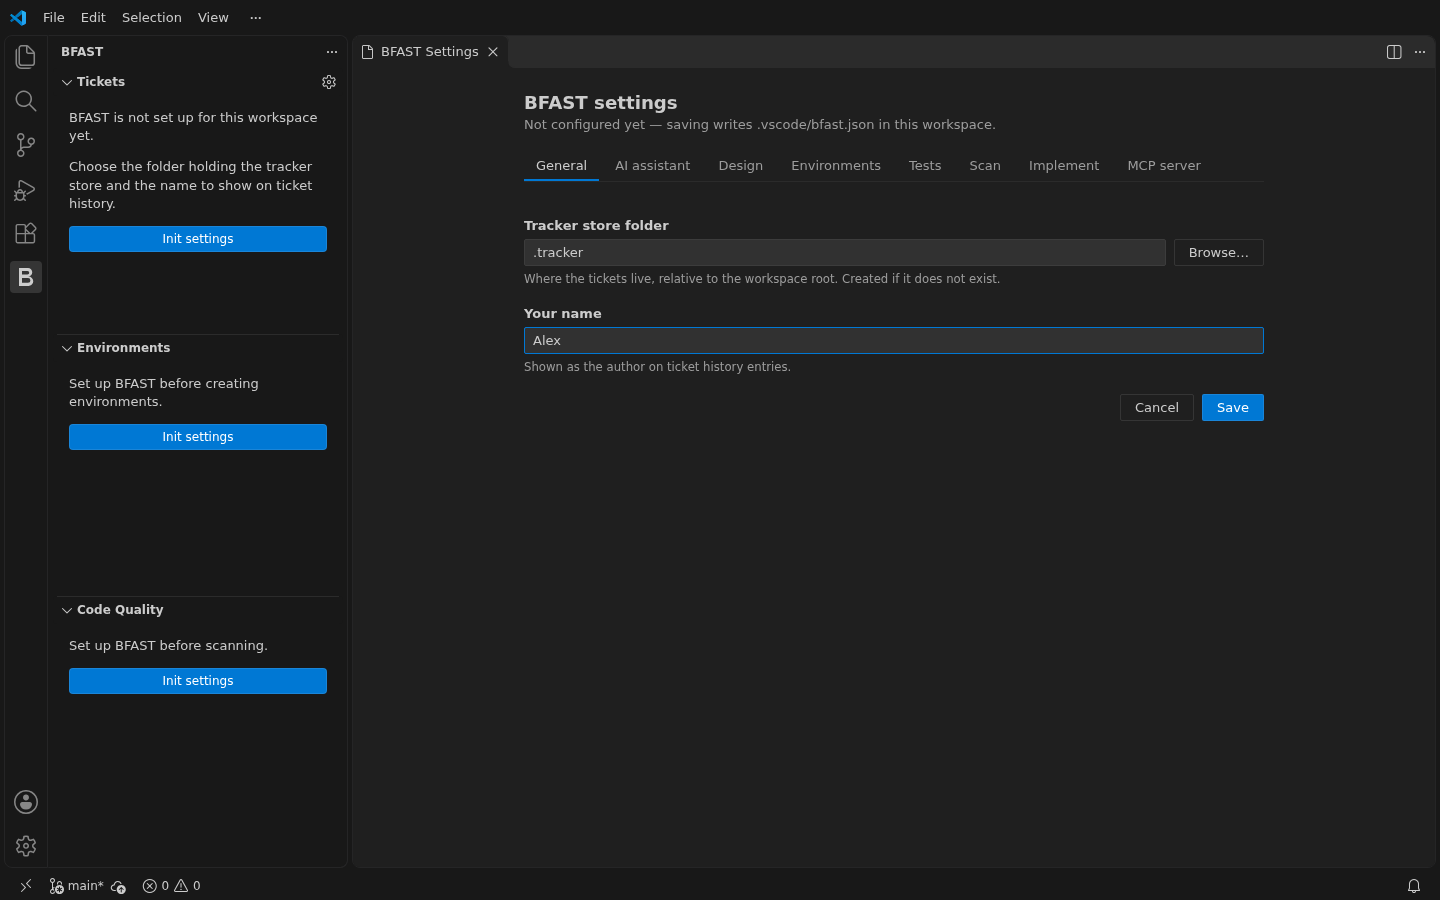 File Edit Selection View ···
BFAST ···
Tickets
BFAST is not set up for this workspace
yet.
Choose the folder holding the tracker
store and the name to show on ticket
history.
Init settings
Environments
Set up BFAST before creating
environments.
Init settings
Code Quality
Set up BFAST before scanning.
Init settings
B
BFAST Settings
BFAST settings
Not configured yet — saving writes .vscode/bfast.json in this workspace.
General AI assistant Design Environments Tests Scan Implement MCP server
Tracker store folder
.tracker Browse...
Where the tickets live, relative to the workspace root. Created if it does not exist.
Your name
Alex
Shown as the author on ticket history entries.
Cancel Save
main* 0 0